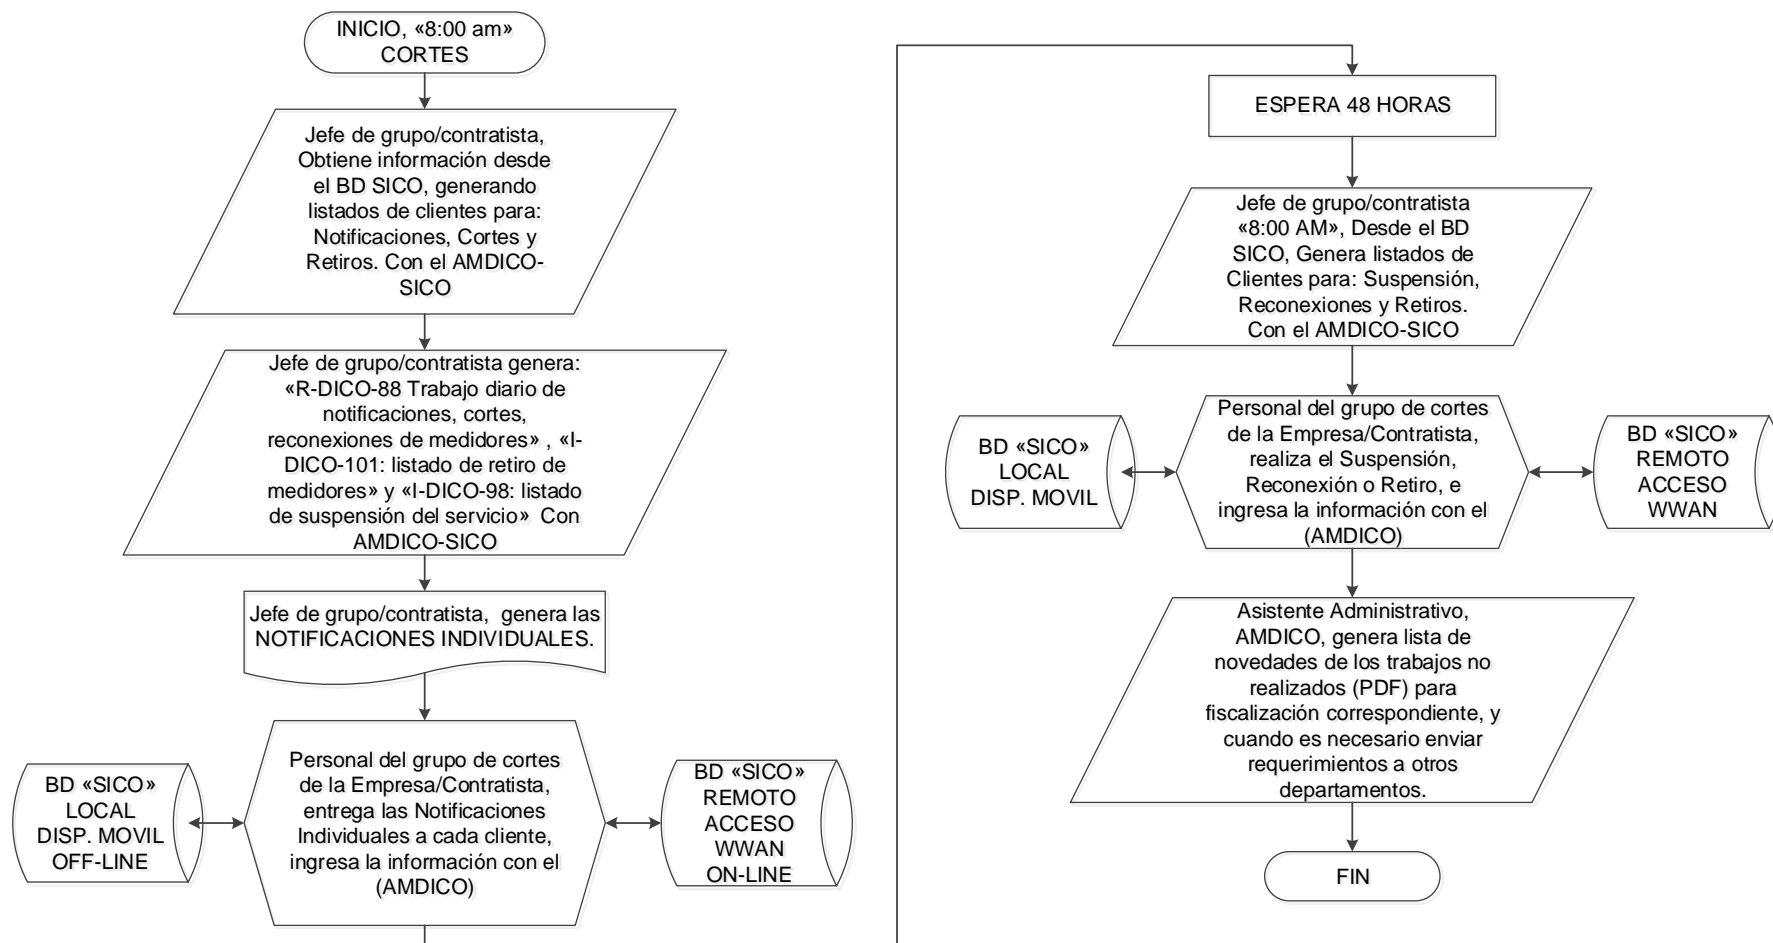 INICIO, «8:00 am»
CORTES
Jefe de grupo/contratista,
Obtiene información desde
el BD SICO, generando
listados de clientes para:
Notificaciones, Cortes y
Retiros. Con el AMDICO-
SICO
Jefe de grupo/contratista genera:
«R-DICO-88 Trabajo diario de
notificaciones, cortes,
reconexiones de medidores» , «I-
DICO-101: listado de retiro de
medidores» y «I-DICO-98: listado
de suspensión del servicio»  Con
AMDICO-SICO
Jefe de grupo/contratista,  genera las
NOTIFICACIONES INDIVIDUALES.
BD «SICO»
LOCAL
DISP. MOVIL
OFF-LINE
Personal del grupo de cortes
de la Empresa/Contratista,
entrega las Notificaciones
Individuales a cada cliente,
ingresa la información con el
(AMDICO)
BD «SICO»
REMOTO
ACCESO
WWAN
ON-LINE
ESPERA 48 HORAS
Jefe de grupo/contratista
«8:00 AM», Desde el BD
SICO, Genera listados de
Clientes para: Suspensión,
Reconexiones y Retiros.
Con el AMDICO-SICO
BD «SICO»
LOCAL
DISP. MOVIL
Personal del grupo de cortes
de la Empresa/Contratista,
realiza el Suspensión,
Reconexión o Retiro, e
ingresa la información con el
(AMDICO)
BD «SICO»
REMOTO
ACCESO
WWAN
Asistente Administrativo,
AMDICO, genera lista de
novedades de los trabajos no
realizados (PDF) para
fiscalización correspondiente, y
cuando es necesario enviar
requerimientos a otros
departamentos.
FIN